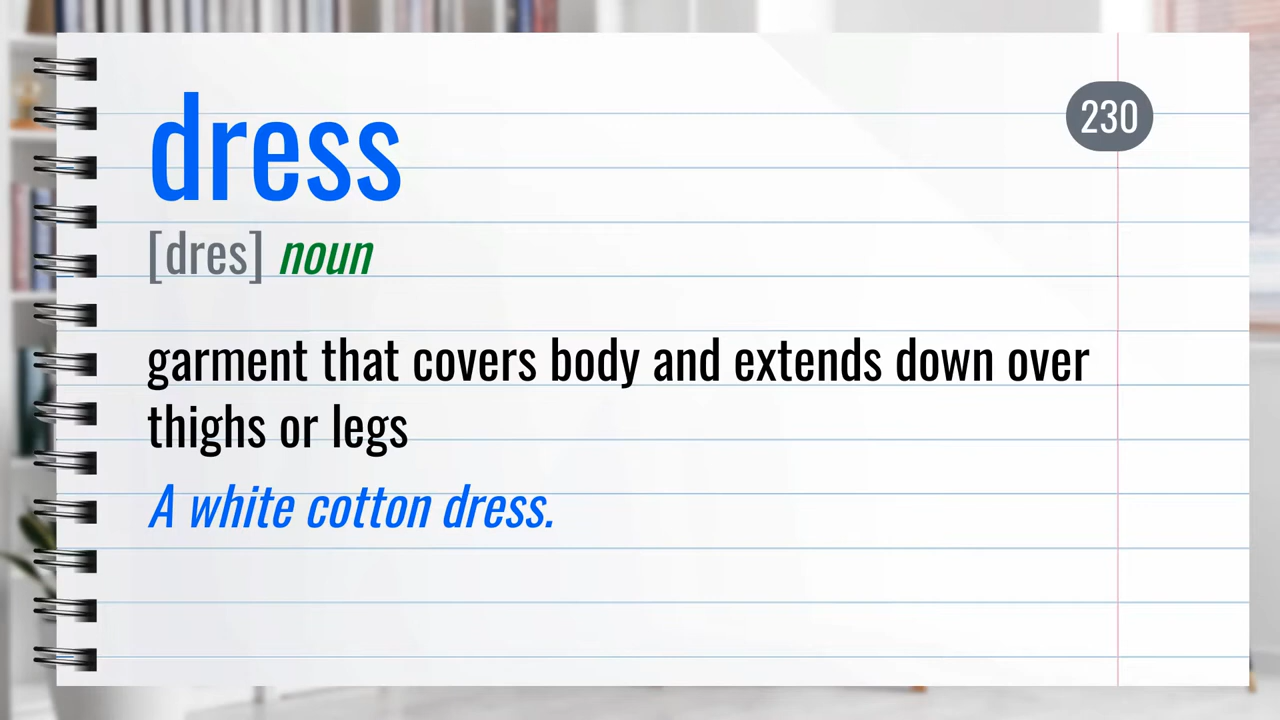 dress
230
[dres] noun
garment that covers body and extends down over
thighs or legs
A white cotton dress.